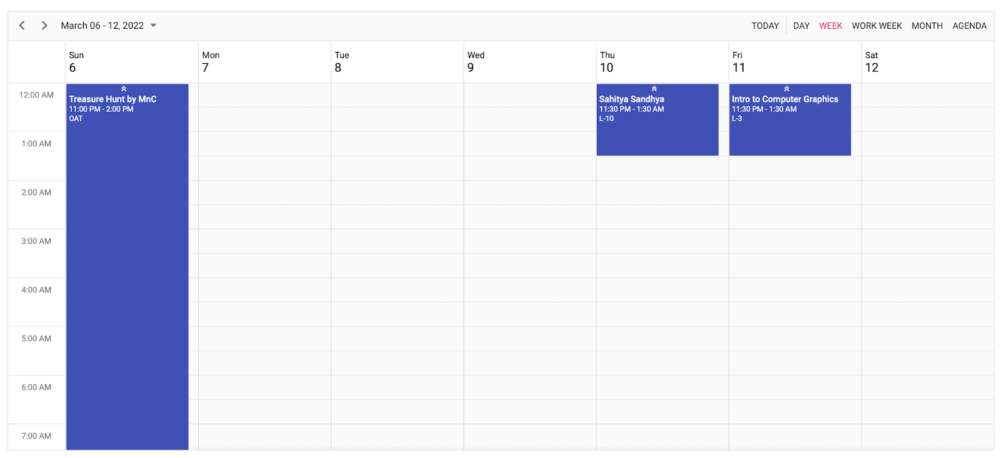 March 06 - 12, 2022
TODAY DAY WEEK WORK WEEK MONTH AGENDA
Sun Mon Tue Wed Thu Fri Sat
6 7 8 9 10 11 12
12:00 AM
Treasure Hunt by MnC
11:00 PM - 2:00 PM
OAT
Sahitya Sandhya
11:30 PM - 1:30 AM
L-10
Intro to Computer Graphics
11:30 PM - 1:30 AM
L-3
1:00 AM
2:00 AM
3:00 AM
4:00 AM
5:00 AM
6:00 AM
7:00 AM